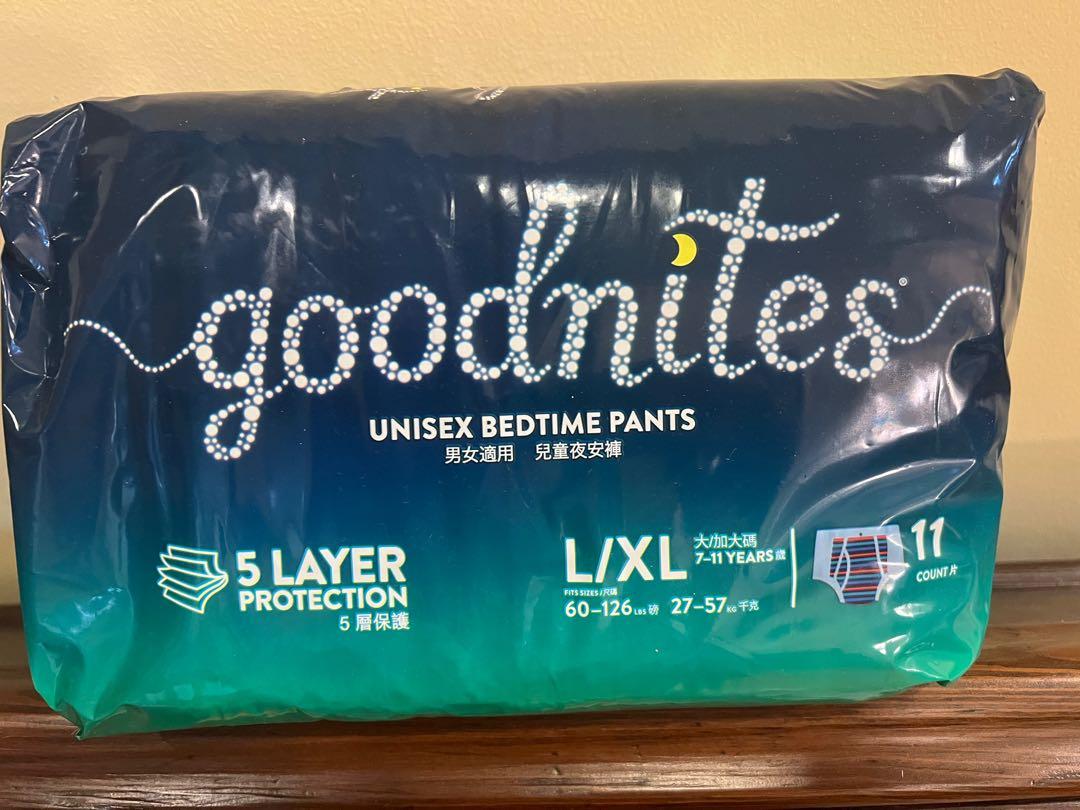 goodnites®
UNISEX BEDTIME PANTS
男女適用 兒童夜安褲
5 LAYER
PROTECTION
5 層保護
L/XL
大/加大碼
7–11 YEARS 歲
FITS SIZES/尺碼
60–126 LBS 磅 27–57 KG 千克
11
COUNT 片